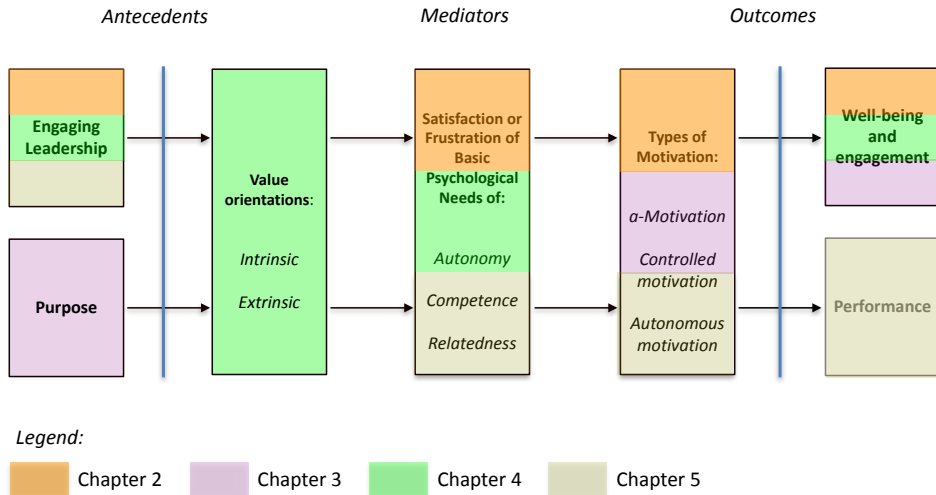 Antecedents
Mediators
Outcomes
Engaging
Leadership
Purpose
Value
orientations:
Intrinsic
Extrinsic
Satisfaction or
Frustration of
Basic
Psychological
Needs of:
Autonomy
Competence
Relatedness
Types of
Motivation:
a-Motivation
Controlled
motivation
Autonomous
motivation
Well-being
and
engagement
Performance
Legend:
Chapter 2
Chapter 3
Chapter 4
Chapter 5